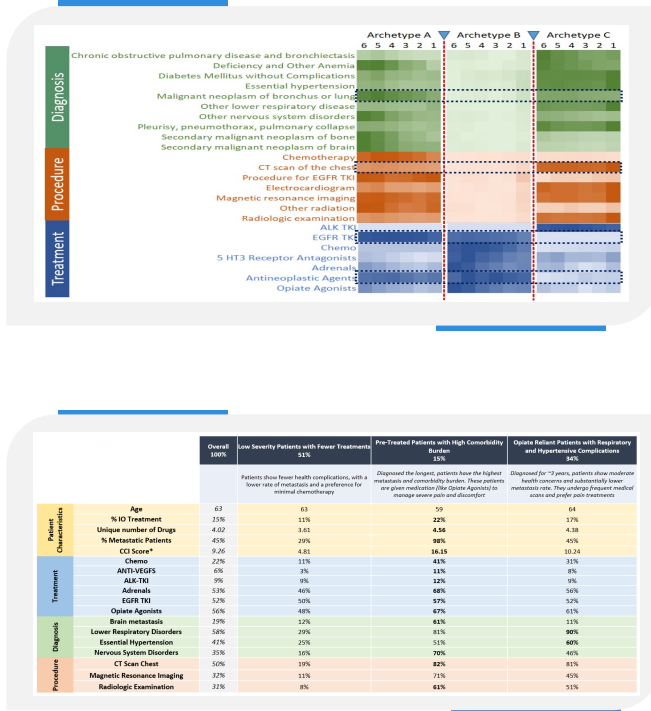 Archetype A Archetype B Archetype C
6 5 4 3 2 1 6 5 4 3 2 1 6 5 4 3 2 1
Diagnosis
Chronic obstructive pulmonary disease and bronchiectasis
Deficiency and Other Anemia
Diabetes Mellitus without Complications
Essential hypertension
Malignant neoplasm of bronchus or lung
Other lower respiratory disease
Other nervous system disorders
Pleurisy, pneumothorax, pulmonary collapse
Secondary malignant neoplasm of bone
Secondary malignant neoplasm of brain
Procedure
Chemotherapy
CT scan of the chest
Procedure for EGFR TKI
Electrocardiogram
Magnetic resonance imaging
Other radiation
Radiologic examination
Treatment
ALK TKI
EGFR TK
Chemo
5 HT3 Receptor Antagonists
Adrenals
Antineoplastic Agents
Opiate Agonists
Overall
100%
Low Severity Patients with Fewer Treatments
51%
Pre-Treated Patients with High Comorbidity
Burden
15%
Opiate Reliant Patients with Respiratory
and Hypertensive Complications
34%
Patients show fewer health complications, with a
lower rate of metastasis and a preference for
minimal chemotherapy
Diagnosed the longest, patients have the highest
metastasis and comorbidity burden. These patients
are given medication (like Opiate Agonists) to
manage severe pain and discomfort
Diagnosed for ~3 years, patients show moderate
health concerns and substantially lower
metastasis rate. They undergo frequent medical
scans and prefer pain treatments
Patient
Characteristics
Age 63 63 59 64
% IO Treatment 15% 11% 22% 17%
Unique number of Drugs 4.02 3.61 4.56 4.38
% Metastatic Patients 45% 29% 98% 45%
CCI Score* 9.26 4.81 16.15 10.24
Treatment
Chemo 22% 11% 41% 31%
ANTI-VEGFS 6% 3% 11% 8%
ALK-TKI 9% 9% 12% 9%
Adrenals 53% 46% 68% 56%
EGFR TKI 52% 50% 57% 52%
Opiate Agonists 56% 48% 67% 61%
Diagnosis
Brain metastasis 19% 12% 61% 11%
Lower Respiratory Disorders 58% 29% 81% 90%
Essential Hypertension 41% 25% 51% 60%
Nervous System Disorders 35% 16% 70% 46%
Procedure
CT Scan Chest 50% 19% 82% 81%
Magnetic Resonance Imaging 32% 11% 71% 45%
Radiologic Examination 31% 8% 61% 51%